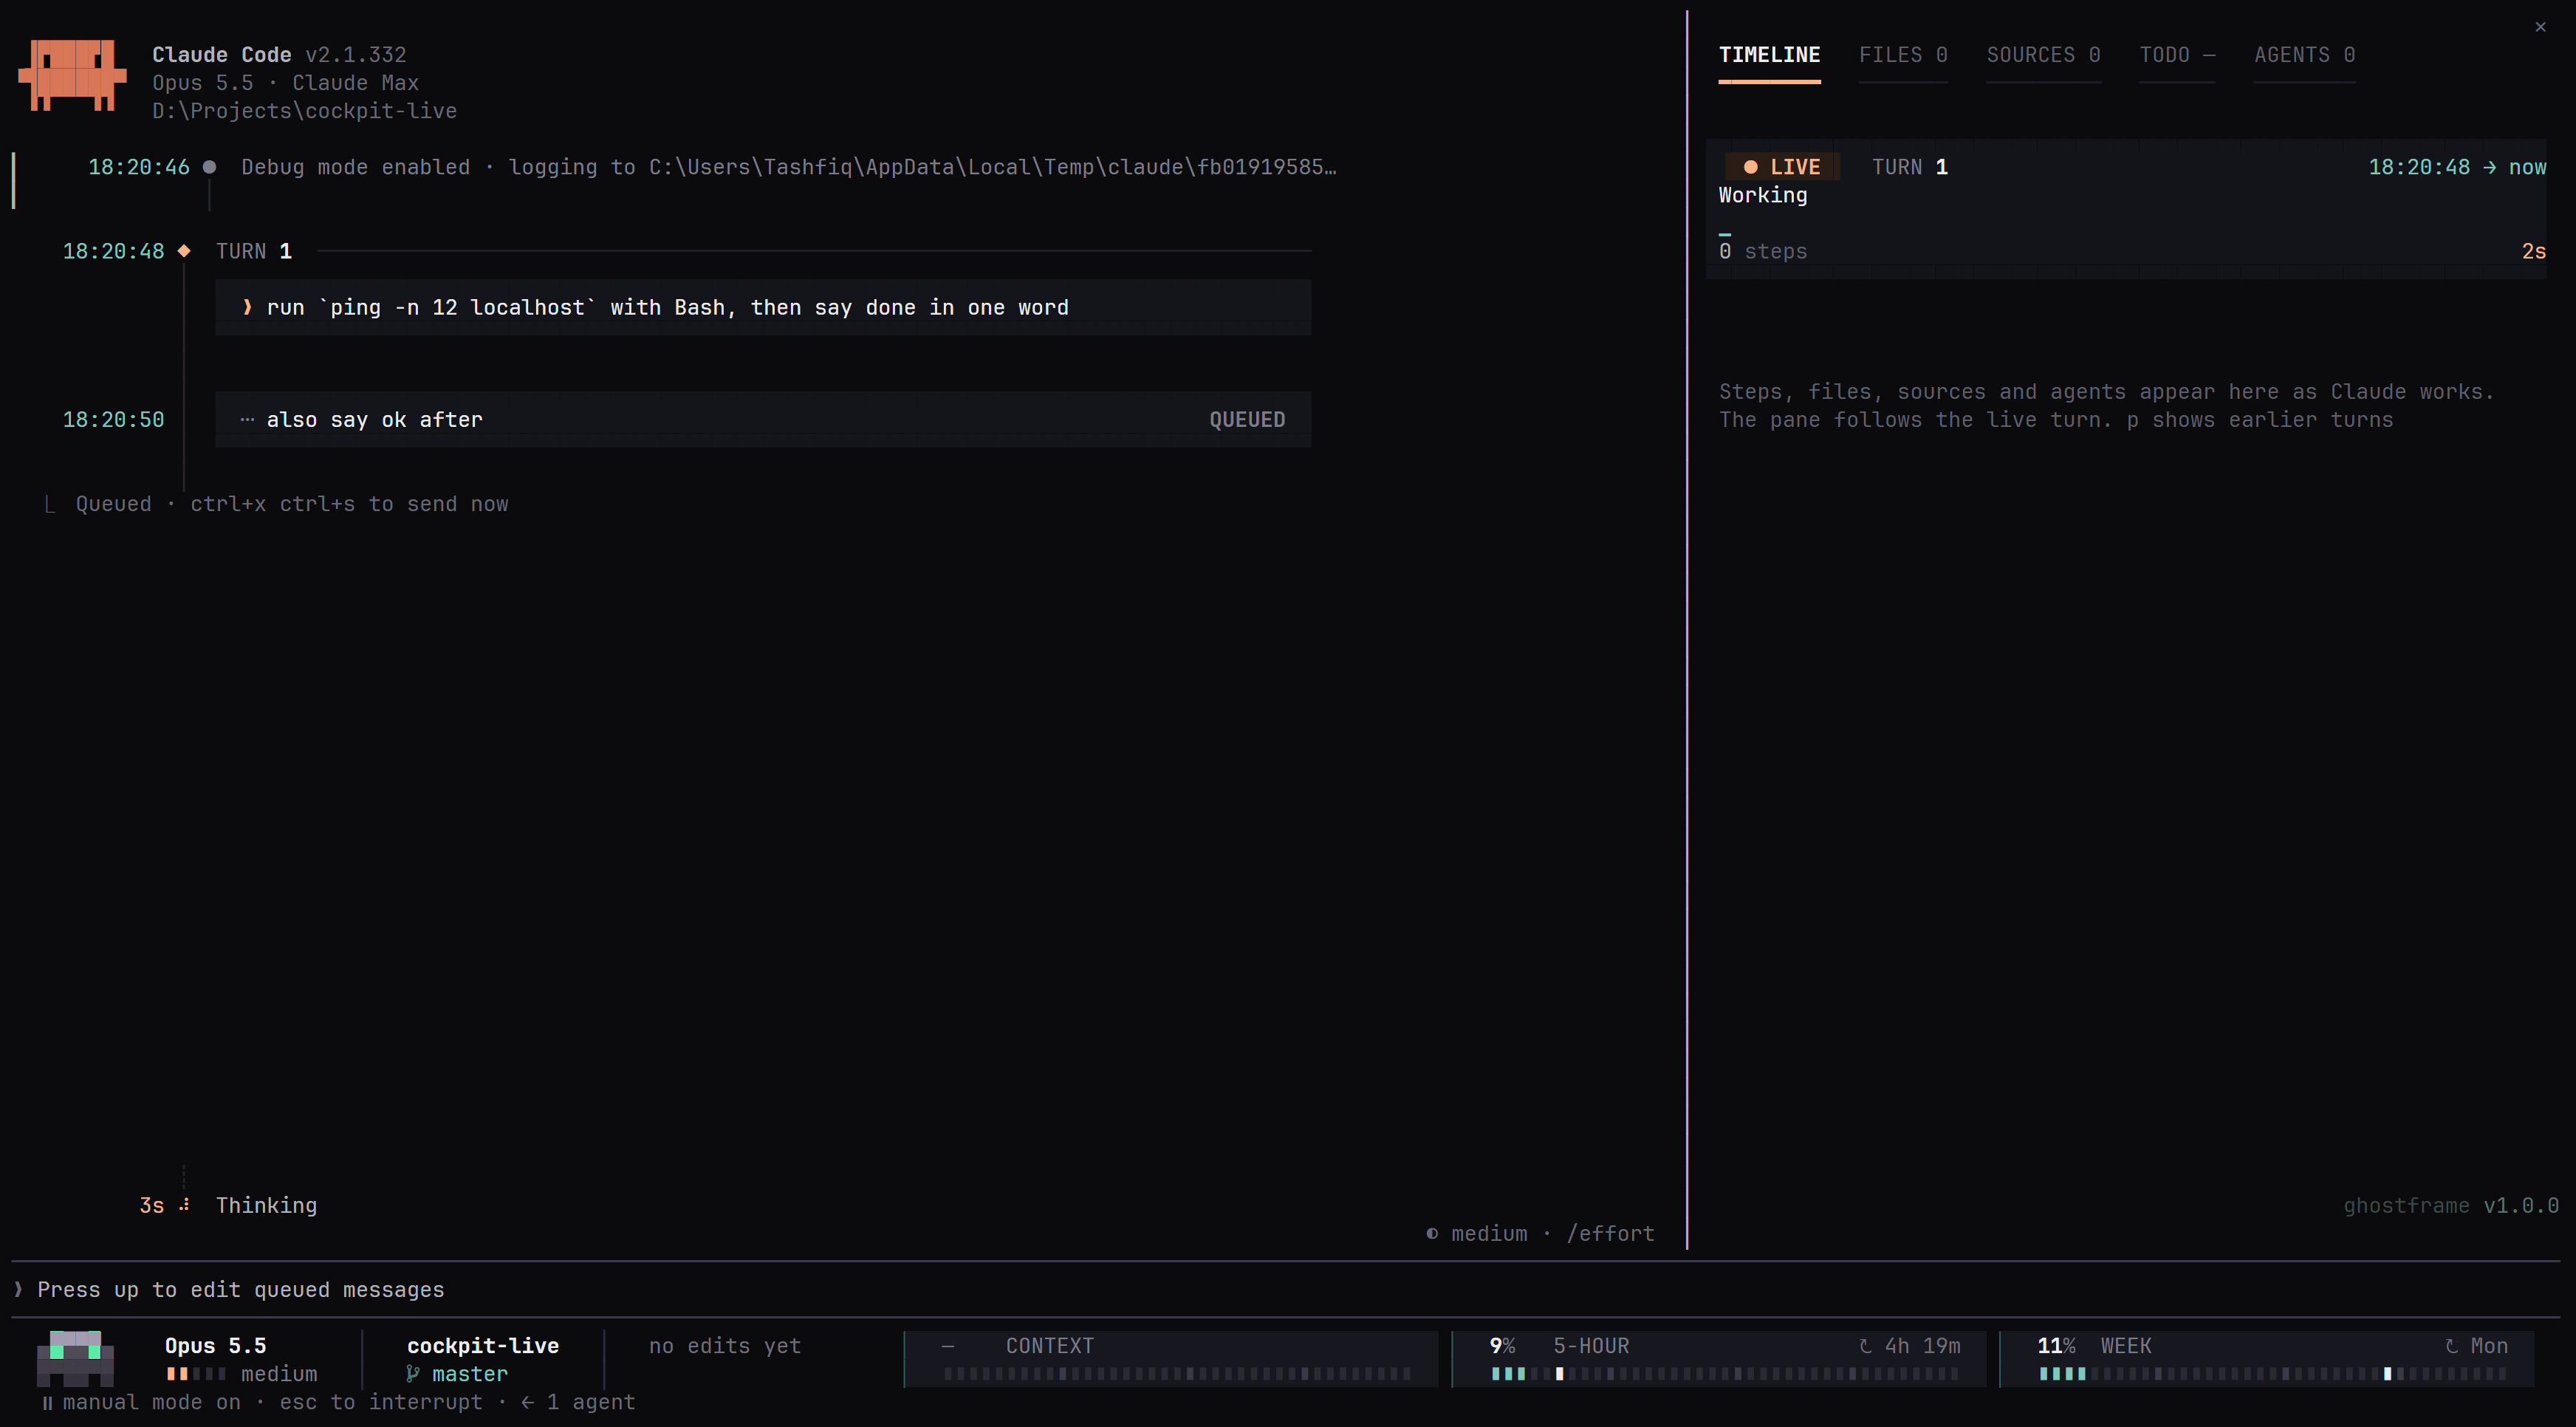 Claude Code v2.1.332
Opus 5.5 · Claude Max
D:\Projects\cockpit-live
18:20:46 ● Debug mode enabled · logging to C:\Users\Tashfiq\AppData\Local\Temp\claude\fb01919585…
18:20:48 ◆ TURN 1
❯ run `ping -n 12 localhost` with Bash, then say done in one word
18:20:50 ⋯ also say ok after QUEUED
⎿ Queued · ctrl+x ctrl+s to send now
3s Thinking
◐ medium · /effort
×
TIMELINE FILES 0 SOURCES 0 TODO — AGENTS 0
● LIVE TURN 1 18:20:48 → now
Working
0 steps 2s
Steps, files, sources and agents appear here as Claude works.
The pane follows the live turn. p shows earlier turns
ghostframe v1.0.0
❯ Press up to edit queued messages
Opus 5.5 cockpit-live no edits yet — CONTEXT 9% 5-HOUR ↻ 4h 19m 11% WEEK ↻ Mon
medium master
⏸ manual mode on · esc to interrupt · ← 1 agent